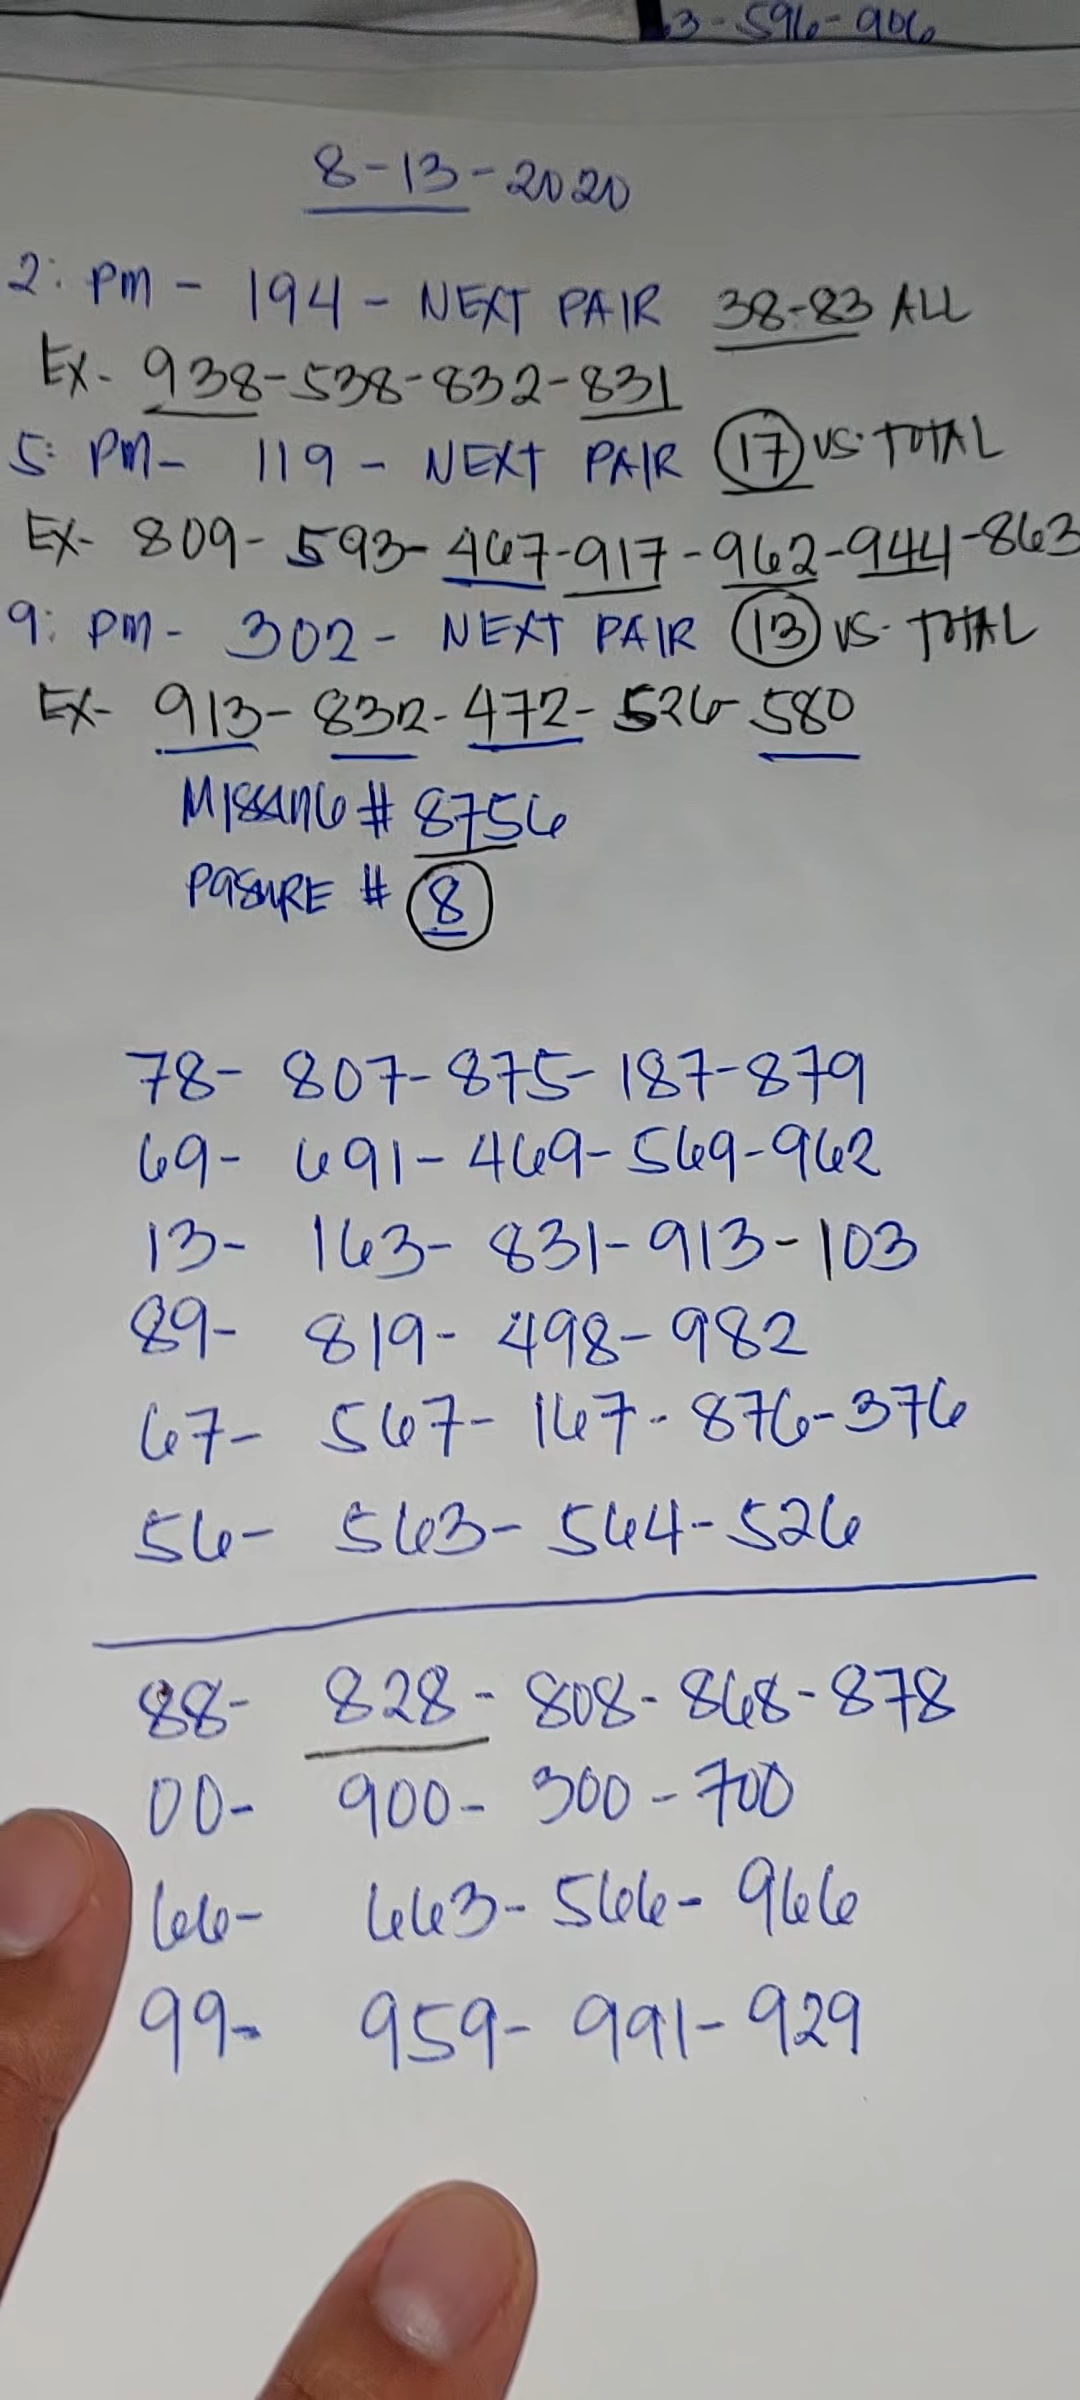 3-596-906
8-13-2020
2: PM - 194 - NEXT PAIR 38-83 ALL
EX- 938-538-832-831
5: PM- 119 - NEXT PAIR 17 VS. TOTAL
EX- 809- 593- 467-917-962-944-863
9: PM- 302- NEXT PAIR 13 VS. TOTAL
EX- 913- 832- 472- 526- 580
MISSING # 8756
PASURE # 8
78- 807- 875- 187-879
69- 691- 469- 569-962
13- 163- 831- 913-103
89- 819- 498- 982
67- 567- 167- 876-376
56- 563- 564-526
88- 828- 808- 868-878
00- 900- 300-700
66- 663- 566- 966
99- 959- 991- 929